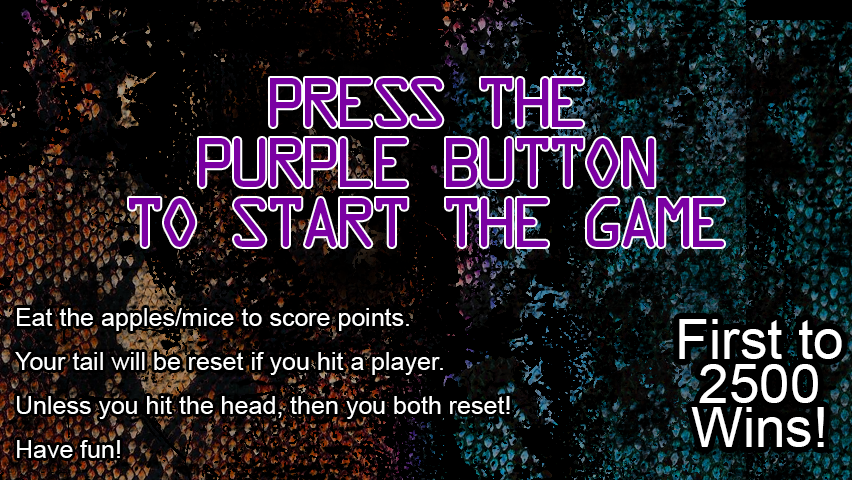 PRESS THE
PURPLE BUTTON
TO START THE GAME
Eat the apples/mice to score points.
Your tail will be reset if you hit a player.
Unless you hit the head, then you both reset!
Have fun!
First to
2500
Wins!